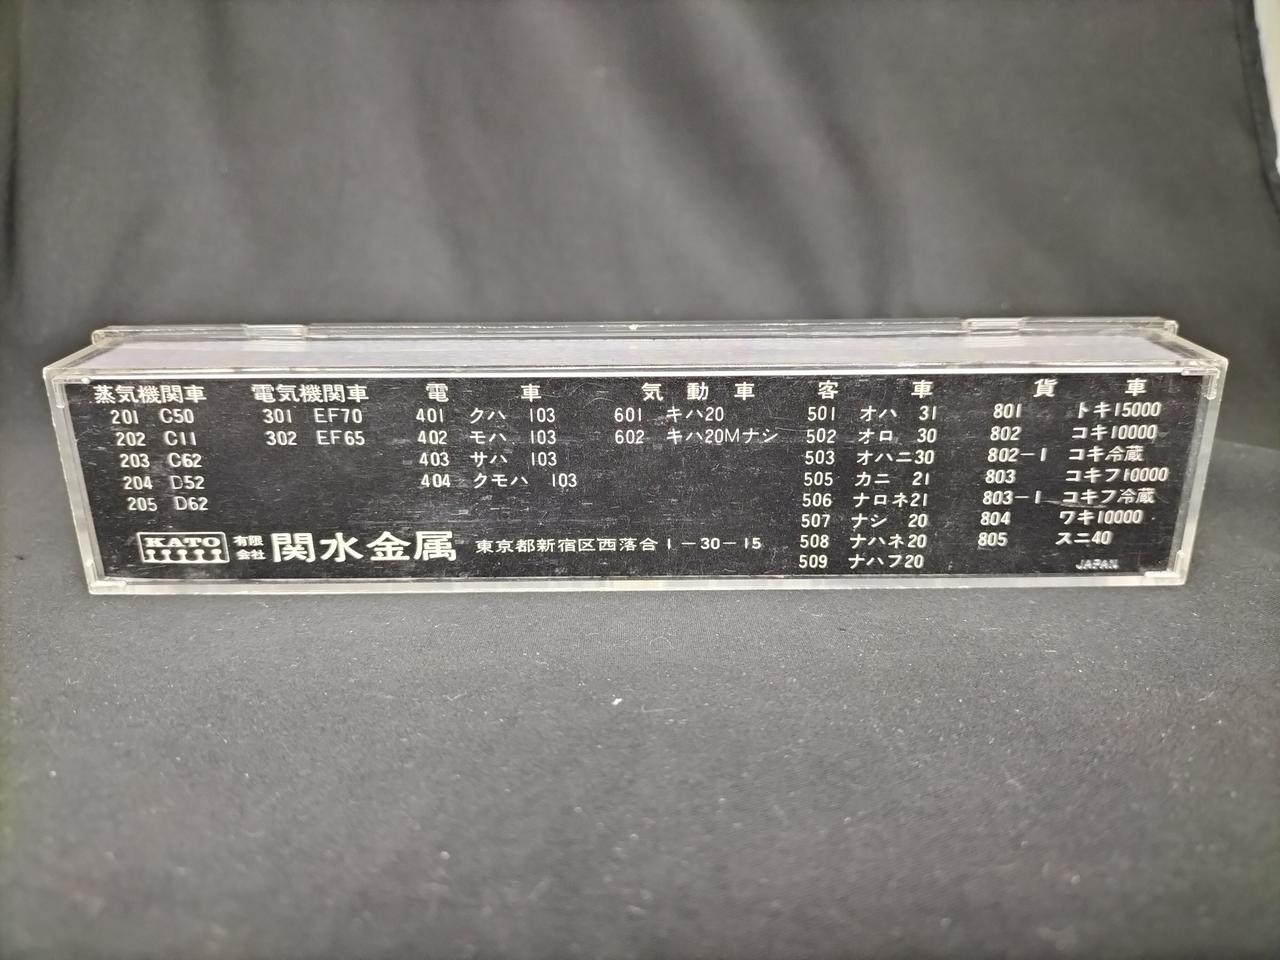 蒸気機関車
201 C50
202 C11
203 C62
204 D52
205 D62
電気機関車
301 EF70
302 EF65
電車
401 クハ 103
402 モハ 103
403 サハ 103
404 クモハ 103
気動車
601 キハ20
602 キハ20Mナシ
客車
501 オハ 31
502 オロ 30
503 オハニ30
505 カニ 21
506 ナロネ21
507 ナシ 20
508 ナハネ20
509 ナハフ20
貨車
801 トキ15000
802 コキ10000
802-1 コキ冷蔵
803 コキフ10000
803-1 コキフ冷蔵
804 ワキ10000
805 スニ40
KATO 有限会社 関水金属 東京都新宿区西落合1-30-15
JAPAN